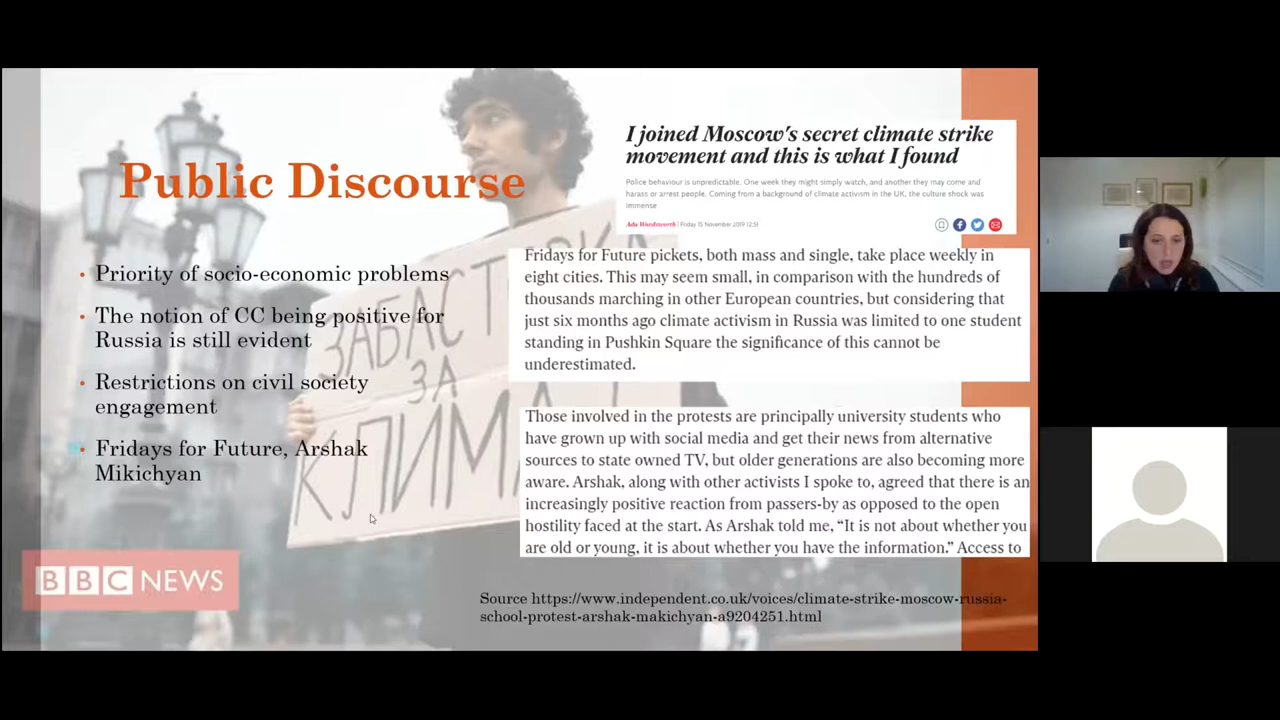 Public Discourse
• Priority of socio-economic problems
• The notion of CC being positive for
Russia is still evident
• Restrictions on civil society
engagement
• Fridays for Future, Arshak
Mikichyan
ЗАБАСТОВКА
ЗА
КЛИМА
BBC NEWS
I joined Moscow's secret climate strike
movement and this is what I found
Police behaviour is unpredictable. One week they might simply watch, and another they may come and
harass or arrest people. Coming from a background of climate activism in the UK, the culture shock was
immense
Ada Wordsworth | Friday 15 November 2019 12:51
Fridays for Future pickets, both mass and single, take place weekly in
eight cities. This may seem small, in comparison with the hundreds of
thousands marching in other European countries, but considering that
just six months ago climate activism in Russia was limited to one student
standing in Pushkin Square the significance of this cannot be
underestimated.
Those involved in the protests are principally university students who
have grown up with social media and get their news from alternative
sources to state owned TV, but older generations are also becoming more
aware. Arshak, along with other activists I spoke to, agreed that there is an
increasingly positive reaction from passers-by as opposed to the open
hostility faced at the start. As Arshak told me, “It is not about whether you
are old or young, it is about whether you have the information.” Access to
Source https://www.independent.co.uk/voices/climate-strike-moscow-russia-
school-protest-arshak-makichyan-a9204251.html